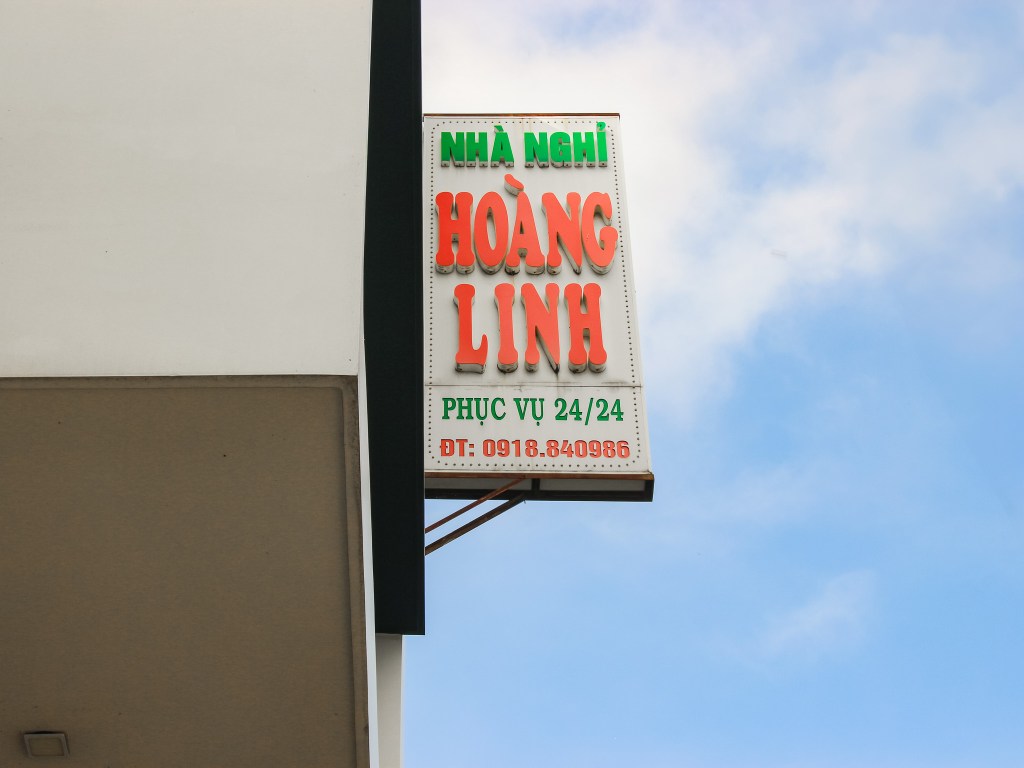 NHÀ NGHỈ
HOÀNG
LINH
PHỤC VỤ 24/24
ĐT: 0918.840986